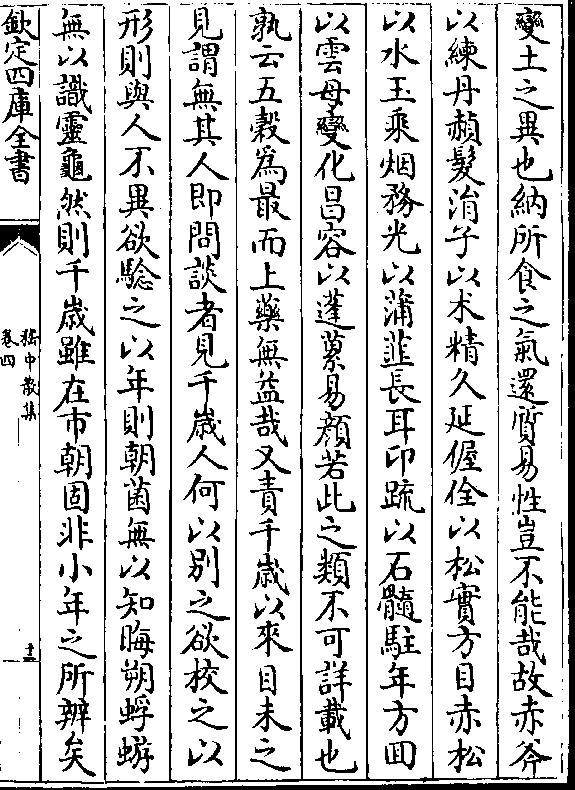 變土之異也納所食之氣還質易性豈不能哉故赤斧
以練丹赬髮涓子以术精久延偓佺以松實方目赤松
以水玉乘烟務光以蒲韮長耳卭疏以石髓駐年方回
以雲母變化昌容以蓬蔂易顔若此之類不可詳載也
孰云五穀為最而上藥無益哉又責千歲以來目未之
見謂無其人即問談者見千歲人何以别之欲校之以
形則與人不異欲騐之以年則朝菌無以知晦朔蜉蝣
無以識靈龜然則千歲雖在市朝固非小年之所辨矣
欽定四庫全書
嵇中散集
卷四
十三